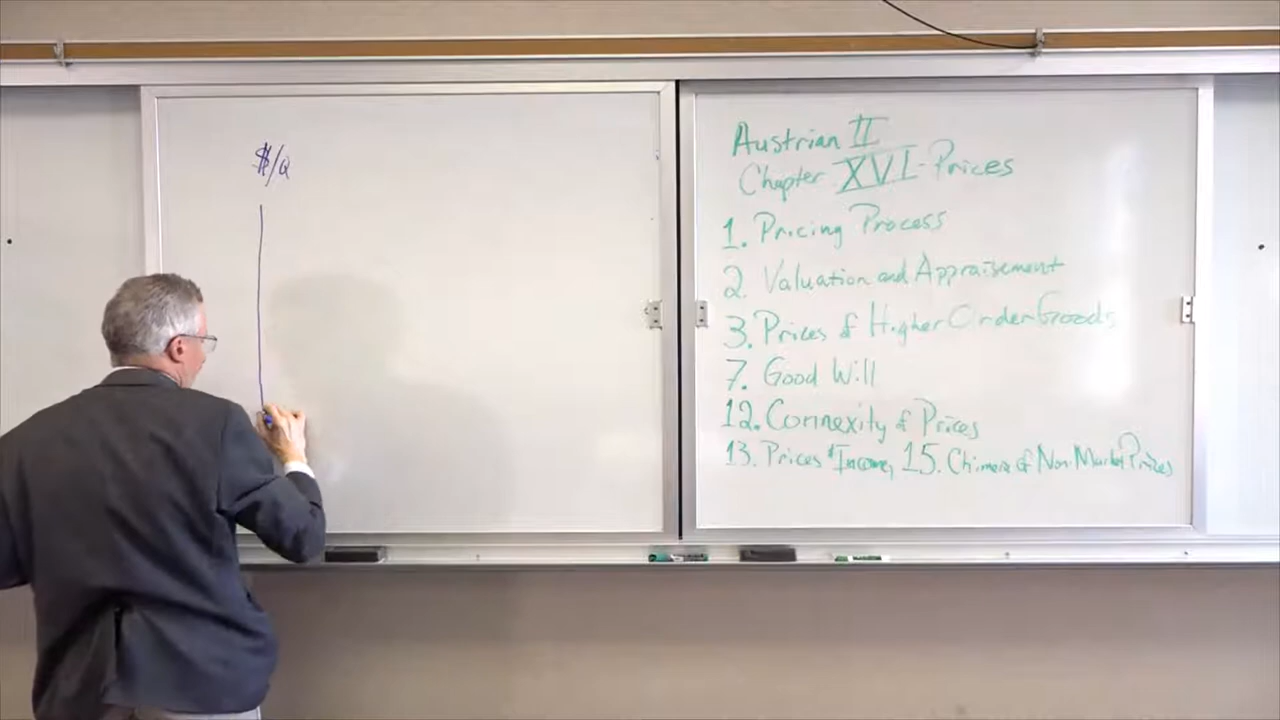 $/Q
Austrian II
Chapter XVI-Prices
1. Pricing Process
2. Valuation and Appraisement
3. Prices of Higher Order Goods
7. Good Will
12. Connexity of Prices
13. Prices & Income, 15. Chimera of Non-Market Prices